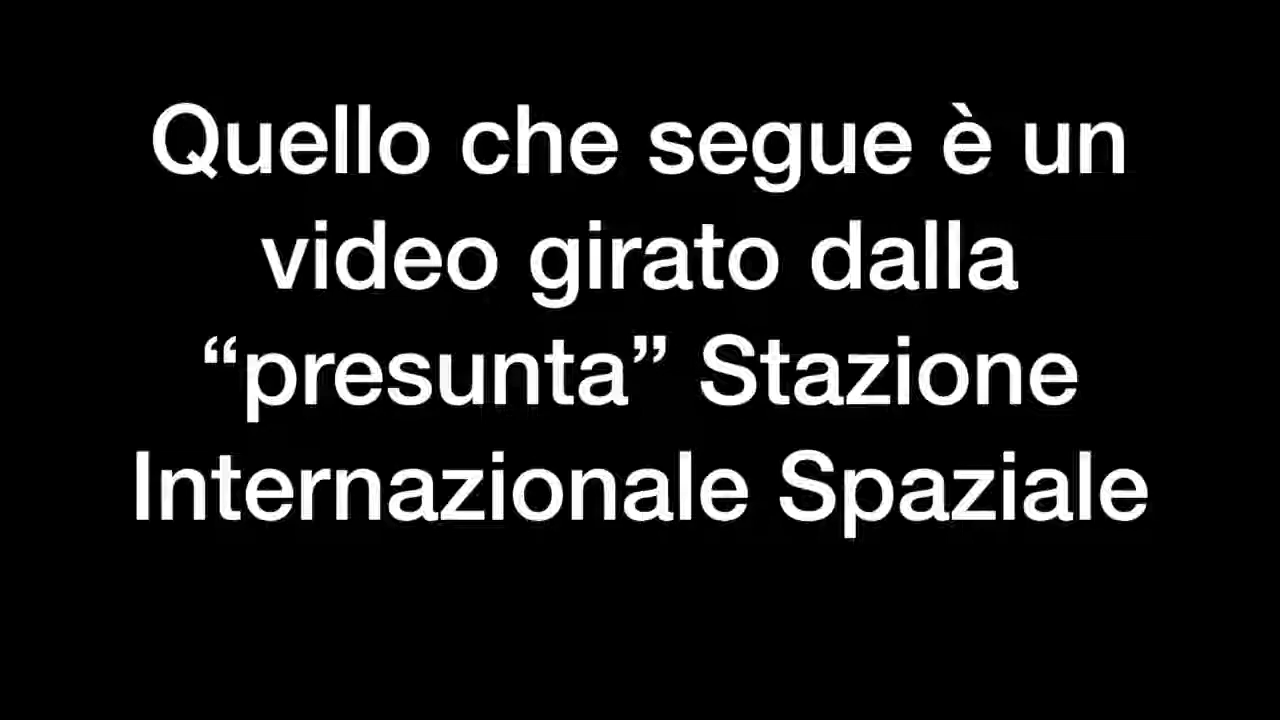 Quello che segue è un
video girato dalla
“presunta” Stazione
Internazionale Spaziale